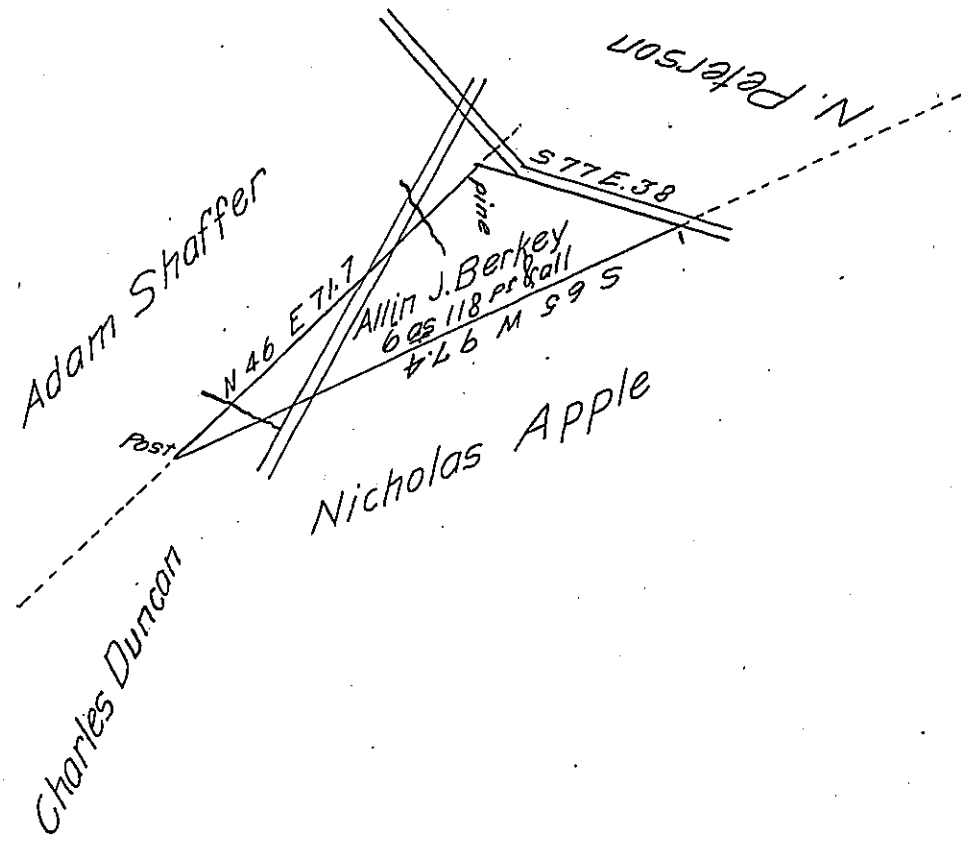 N. Peterson
S 77 E. 38
pine
Adam Shaffer
N 46 E 71.7
Allin J. Berkey
6 as 118 ps & all
S 65 W 97.4
Post
Nicholas Apple
Charles Duncan